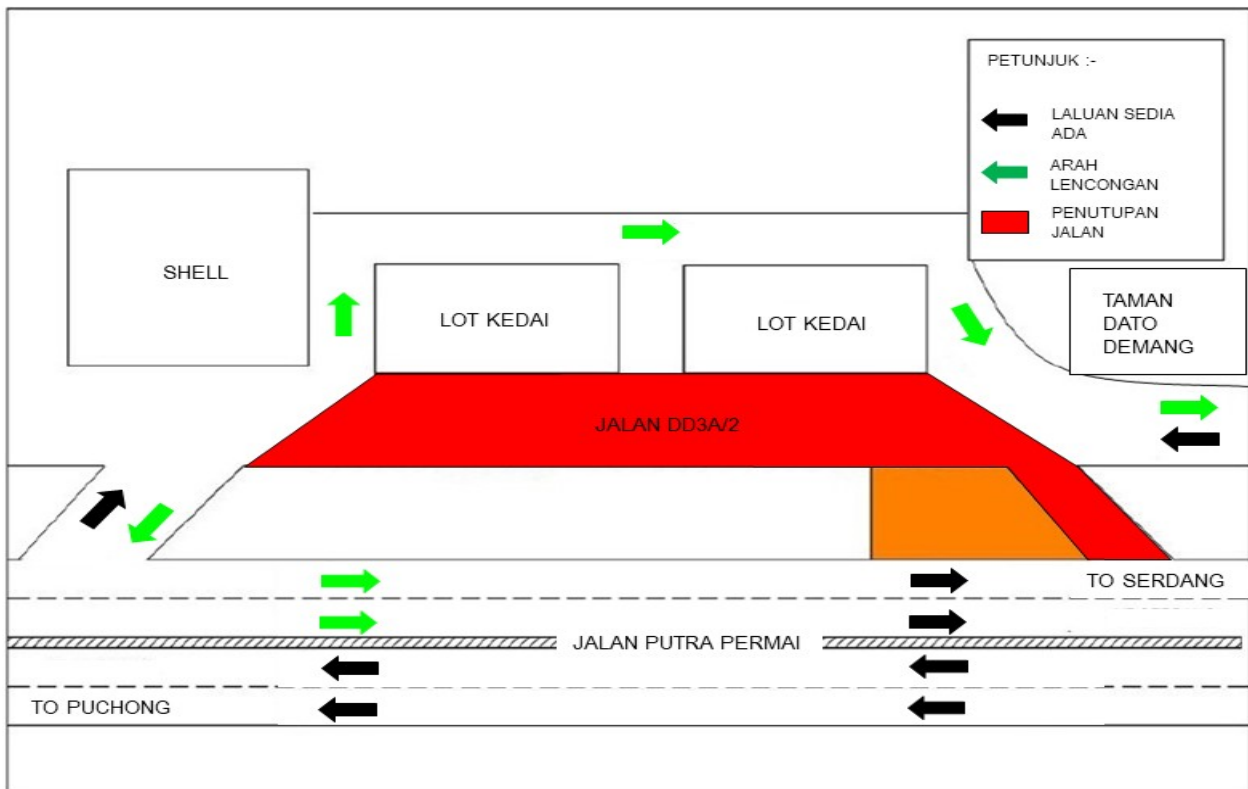 PETUNJUK :-
LALUAN SEDIA
ADA
ARAH
LENCONGAN
PENUTUPAN
JALAN
SHELL
LOT KEDAI
LOT KEDAI
TAMAN
DATO
DEMANG
JALAN DD3A/2
TO SERDANG
JALAN PUTRA PERMAI
TO PUCHONG